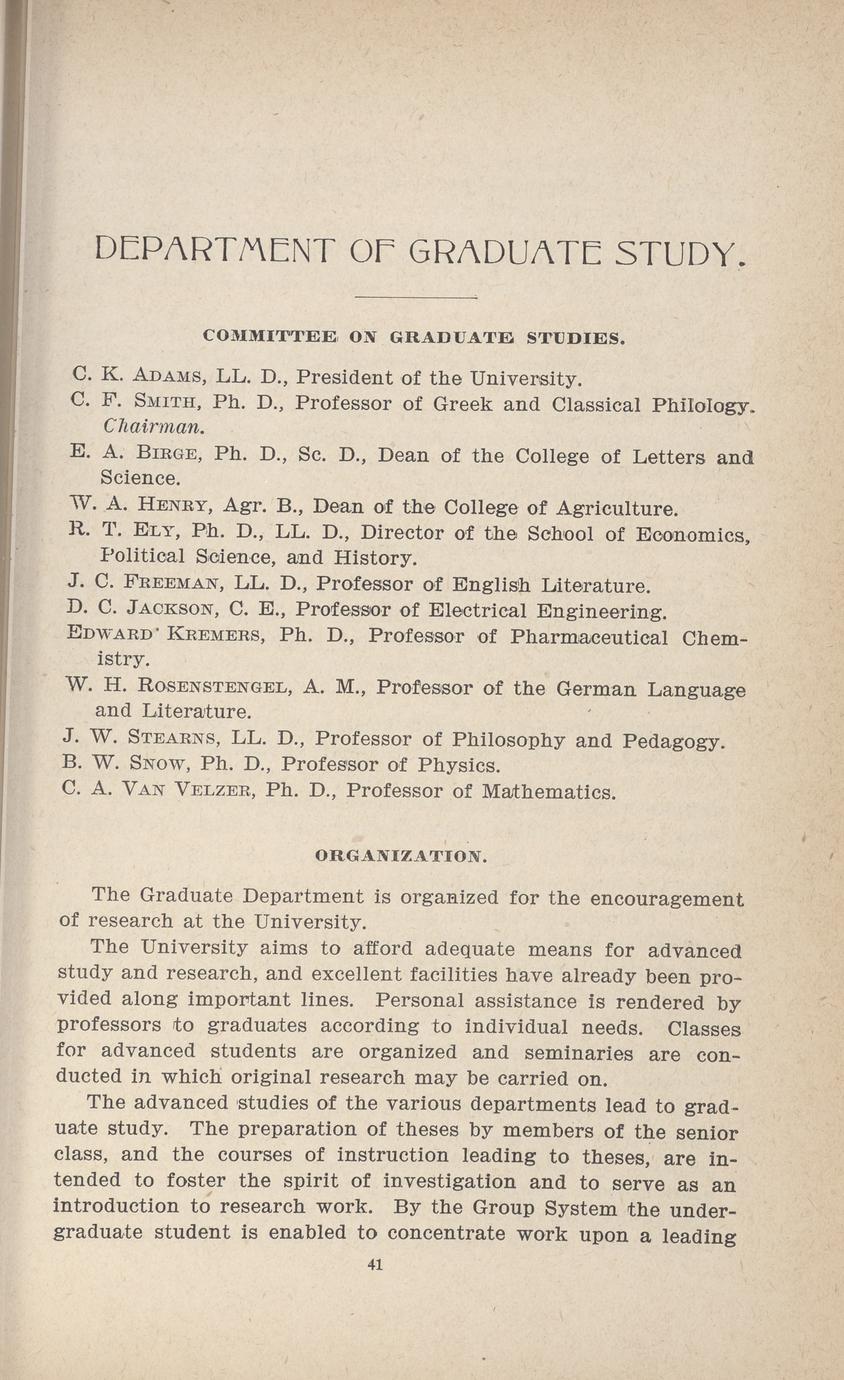 DEPARTMENT OF GRADUATE STUDY.
COMMITTEE ON GRADUATE STUDIES.
C. K. ADAMS, LL. D., President of the University.
C. F. SMITH, Ph. D., Professor of Greek and Classical Philology.
Chairman.
E. A. BIRGE, Ph. D., Sc. D., Dean of the College of Letters and
Science.
W. A. HENRY, Agr. B., Dean of the College of Agriculture.
R. T. ELY, Ph. D., LL. D., Director of the School of Economics,
Political Science, and History.
J. C. FREEMAN, LL. D., Professor of English Literature.
D. C. JACKSON, C. E., Professor of Electrical Engineering.
EDWARD KREMERS, Ph. D., Professor of Pharmaceutical Chem-
istry.
W. H. ROSENSTENGEL, A. M., Professor of the German Language
and Literature.
J. W. STEARNS, LL. D., Professor of Philosophy and Pedagogy.
B. W. SNOW, Ph. D., Professor of Physics.
C. A. VAN VELZER, Ph. D., Professor of Mathematics.
ORGANIZATION.
The Graduate Department is organized for the encouragement
of research at the University.
The University aims to afford adequate means for advanced
study and research, and excellent facilities have already been pro-
vided along important lines. Personal assistance is rendered by
professors to graduates according to individual needs. Classes
for advanced students are organized and seminaries are con-
ducted in which original research may be carried on.
The advanced studies of the various departments lead to grad-
uate study. The preparation of theses by members of the senior
class, and the courses of instruction leading to theses, are in-
tended to foster the spirit of investigation and to serve as an
introduction to research work. By the Group System the under-
graduate student is enabled to concentrate work upon a leading
41